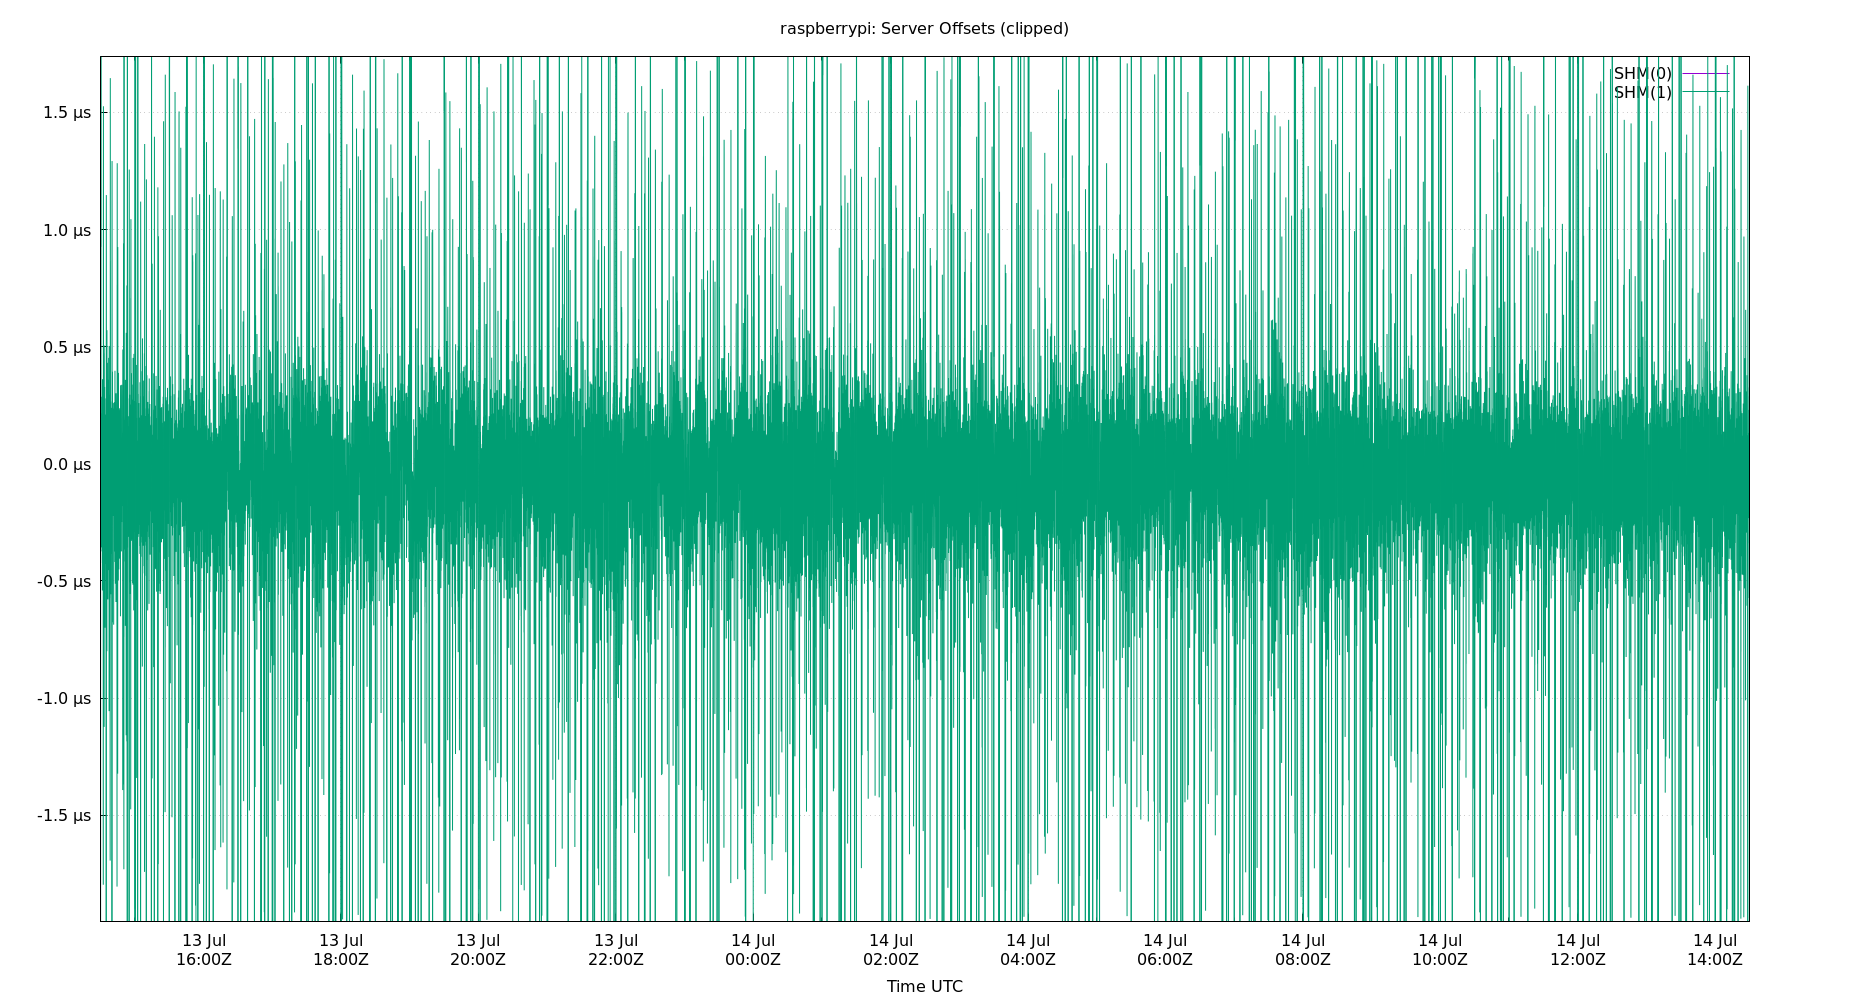 raspberrypi: Server Offsets (clipped)
SHM(0)
SHM(1)
1.5 µs
1.0 µs
0.5 µs
0.0 µs
-0.5 µs
-1.0 µs
-1.5 µs
13 Jul 13 Jul 13 Jul 13 Jul 14 Jul 14 Jul 14 Jul 14 Jul 14 Jul 14 Jul 14 Jul 14 Jul
16:00Z 18:00Z 20:00Z 22:00Z 00:00Z 02:00Z 04:00Z 06:00Z 08:00Z 10:00Z 12:00Z 14:00Z
Time UTC